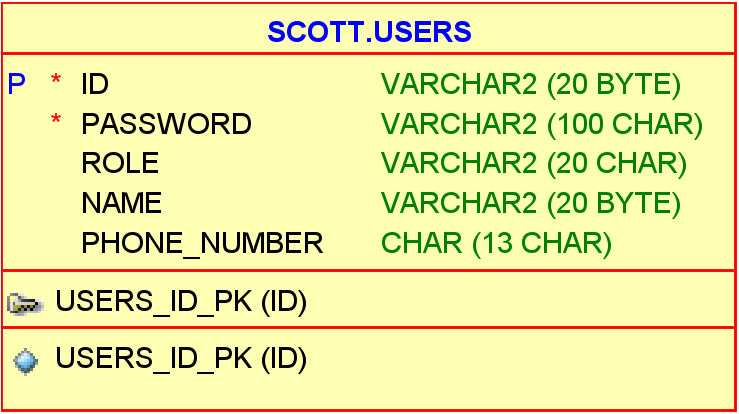 SCOTT.USERS
P * ID VARCHAR2 (20 BYTE)
* PASSWORD VARCHAR2 (100 CHAR)
ROLE VARCHAR2 (20 CHAR)
NAME VARCHAR2 (20 BYTE)
PHONE_NUMBER CHAR (13 CHAR)
USERS_ID_PK (ID)
USERS_ID_PK (ID)